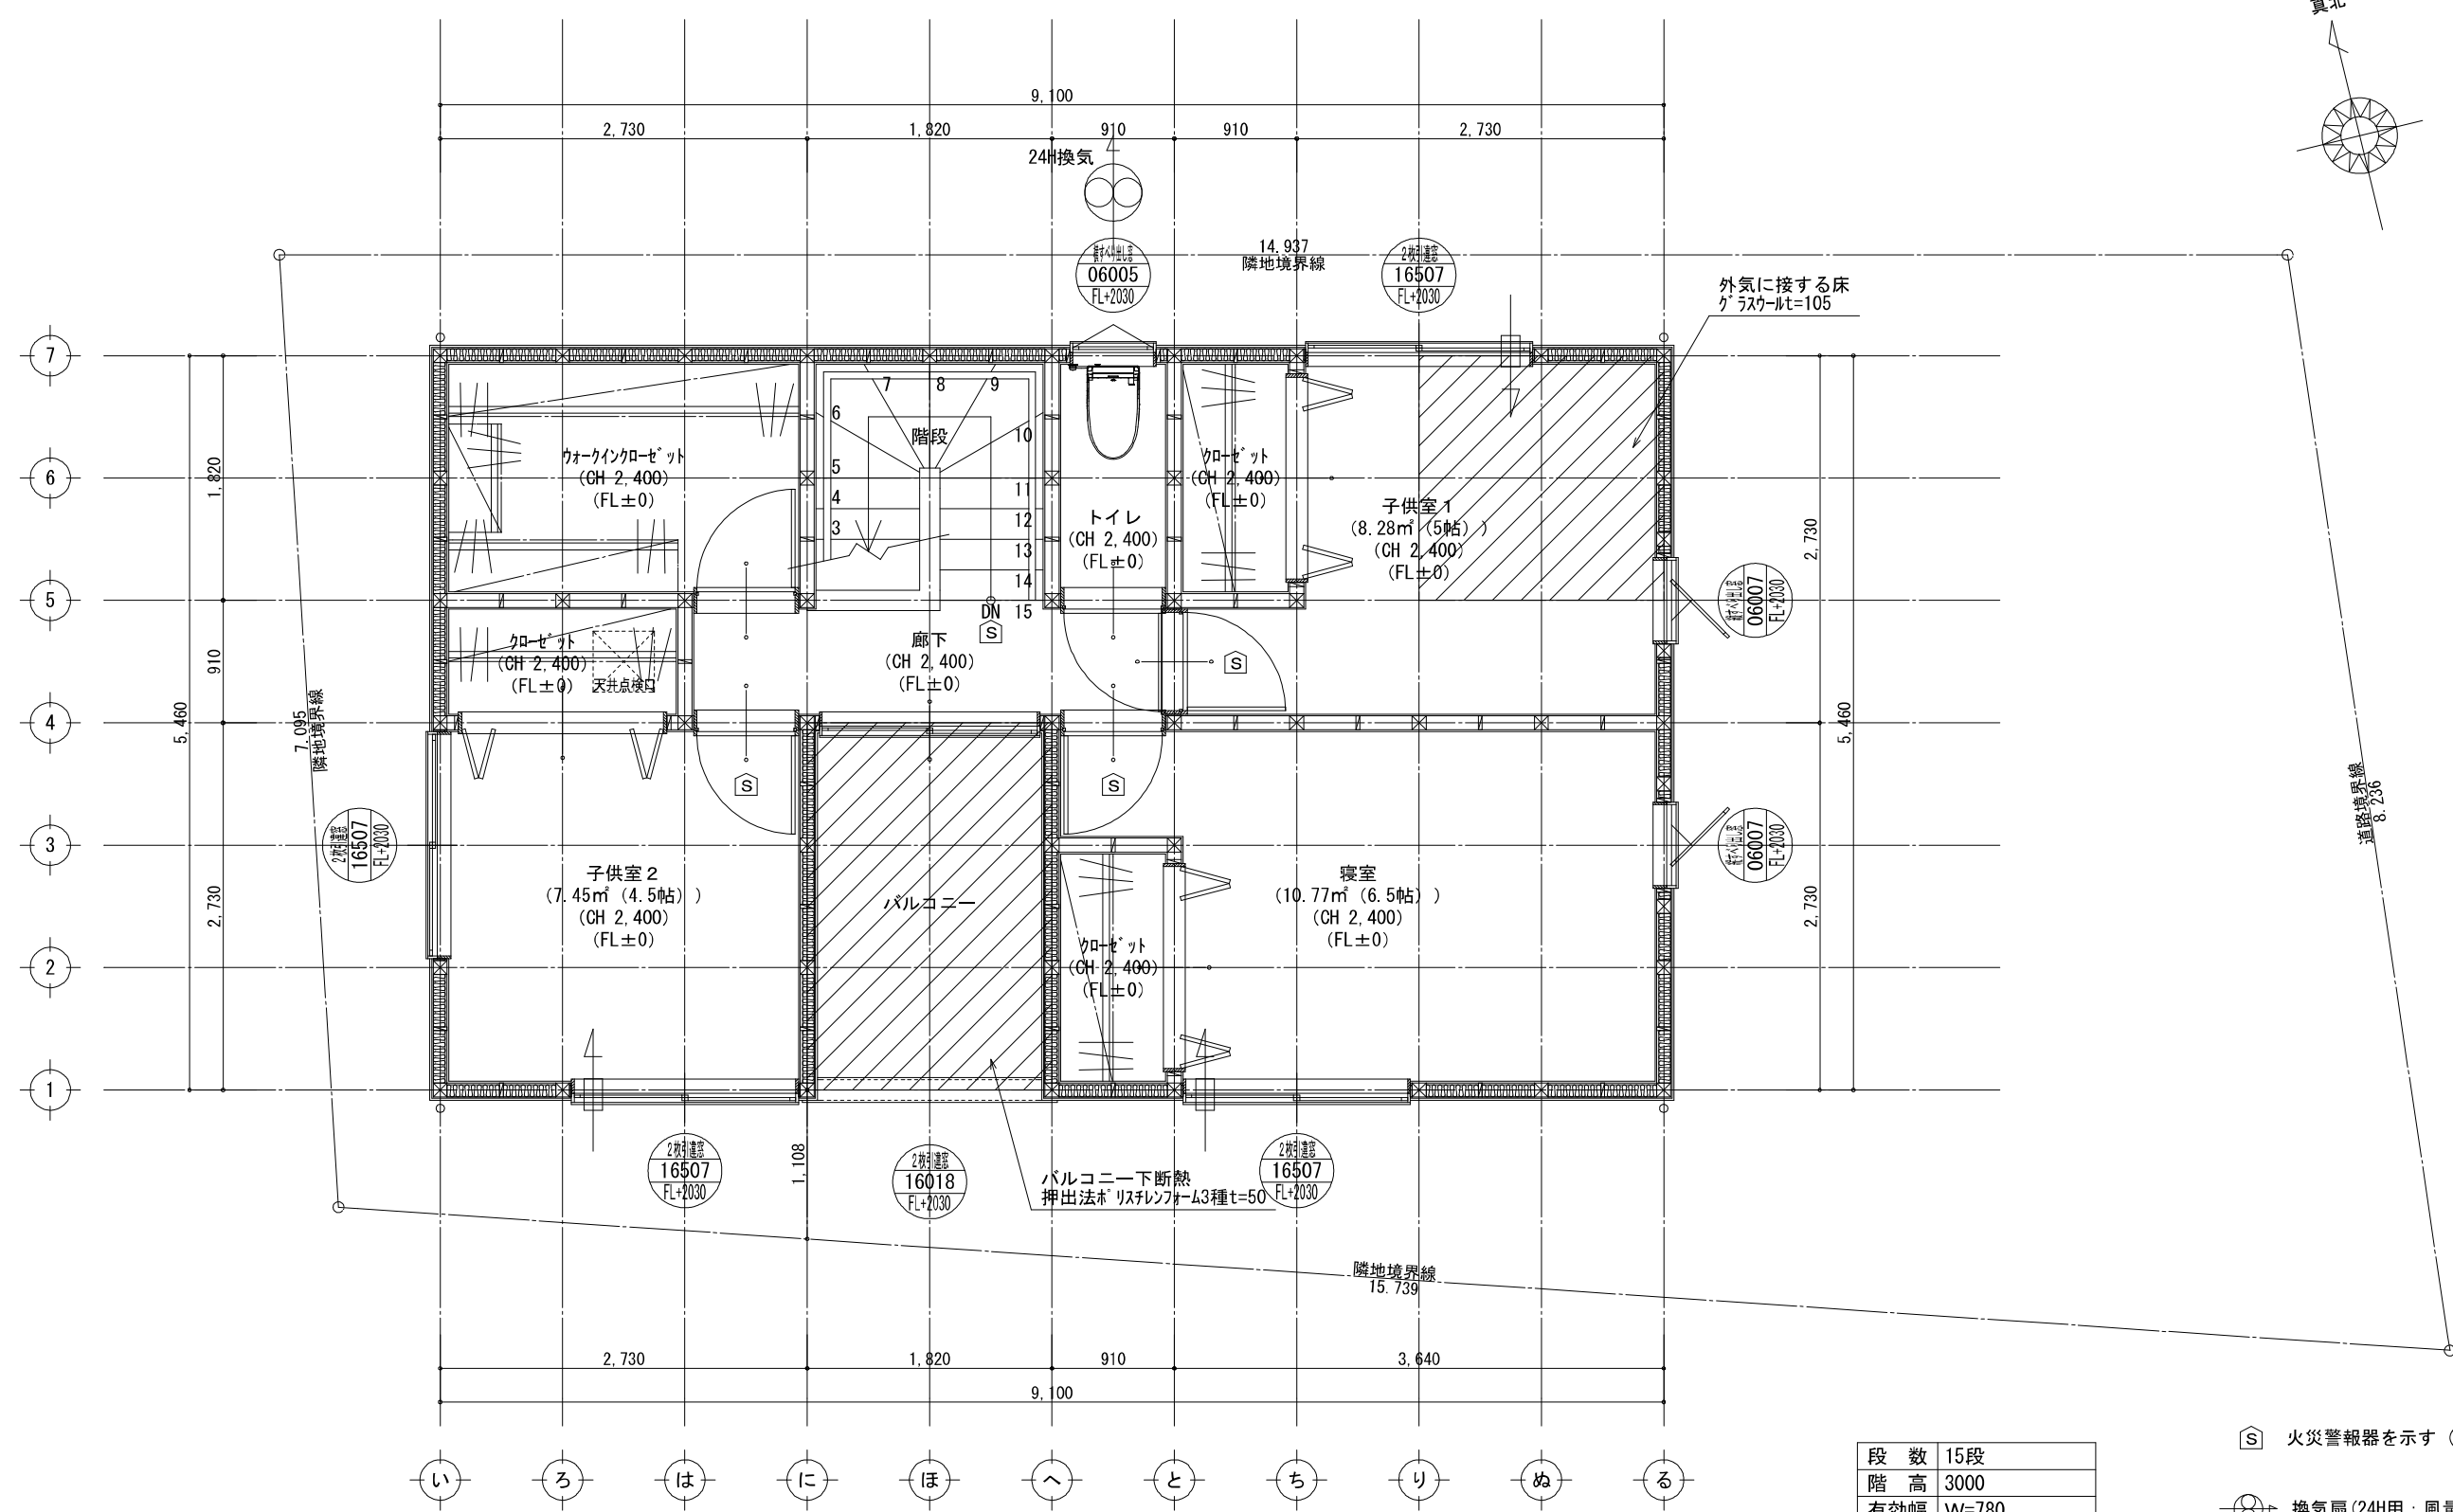 真北
9,100
2,730
1,820
910
910
2,730
24H換気
横すべり出し窓
06005
FL+2030
14.937
隣地境界線
2枚引違窓
16507
FL+2030
外気に接する床
グラスウールt=105
7
6
5
4
3
2
1
1,820
910
2,730
5,460
7.095
隣地境界線
ウォークインクローゼット
(CH 2,400)
(FL±0)
階段
3
4
5
6
7
8
9
10
11
12
13
14
15
DN
トイレ
(CH 2,400)
(FL±0)
クローゼット
(CH 2,400)
(FL±0)
子供室1
(8.28㎡(5帖))
(CH 2,400)
(FL±0)
2,730
2,730
5,460
06007
FL+2030
06007
FL+2030
道路境界線
8.236
クローゼット
(CH 2,400)
(FL±0)
天井点検口
廊下
(CH 2,400)
(FL±0)
S
S
S
S
2枚引違窓
16507
FL+2030
子供室2
(7.45㎡(4.5帖))
(CH 2,400)
(FL±0)
バルコニー
クローゼット
(CH 2,400)
(FL±0)
寝室
(10.77㎡(6.5帖))
(CH 2,400)
(FL±0)
2枚引違窓
16507
FL+2030
1,108
2枚引違窓
16018
FL+2030
バルコニー下断熱
押出法ポリスチレンフォーム3種t=50
2枚引違窓
16507
FL+2030
隣地境界線
15.739
2,730
1,820
910
3,640
9,100
い
ろ
は
に
ほ
へ
と
ち
り
ぬ
る
段 数 15段
階 高 3000
有効幅 W=780
S 火災警報器を示す(
換気扇(24H用:風量